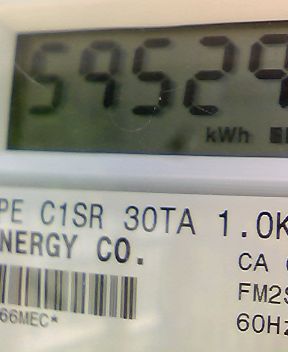 59529
kWh
PE C1SR 30TA 1.0K
NERGY CO.
CA
FM2S
66MEC*
60Hz